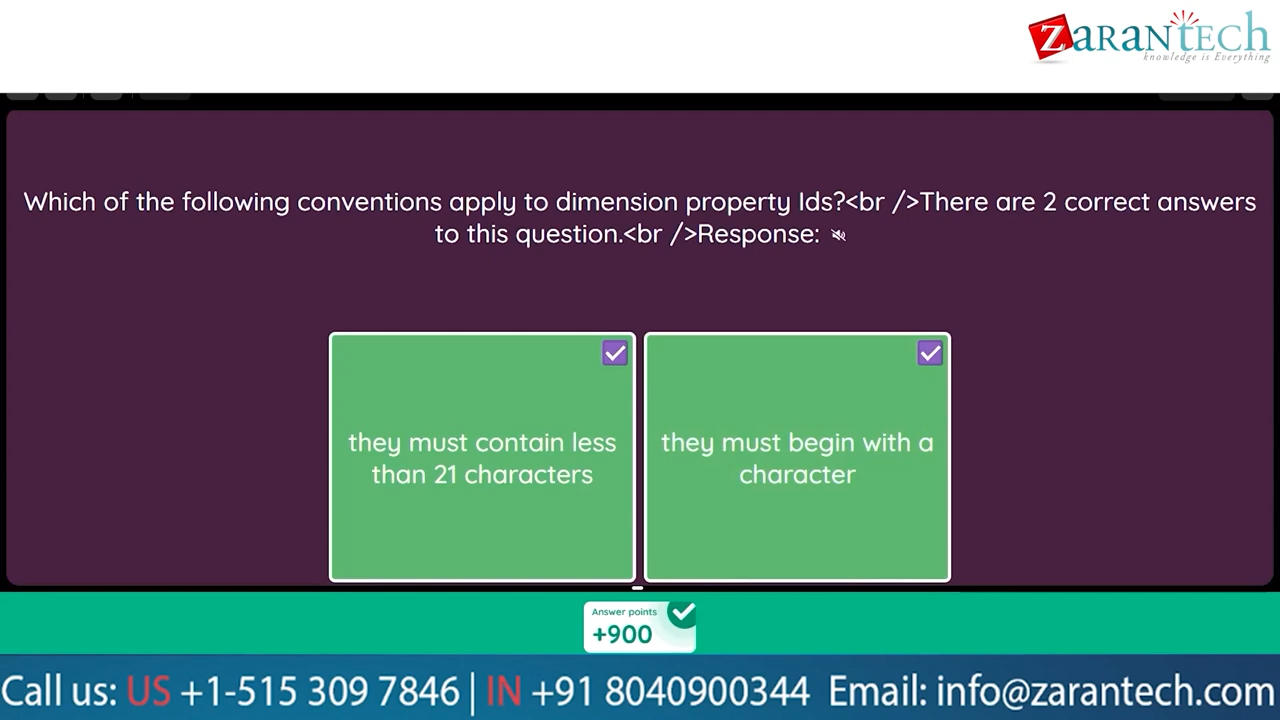 ZARANTECH
knowledge is Everything
Which of the following conventions apply to dimension property Ids?<br />There are 2 correct answers
to this question.<br />Response:
they must contain less
than 21 characters
they must begin with a
character
Answer points
+900
Call us: US +1-515 309 7846 | IN +91 8040900344 Email: info@zarantech.com